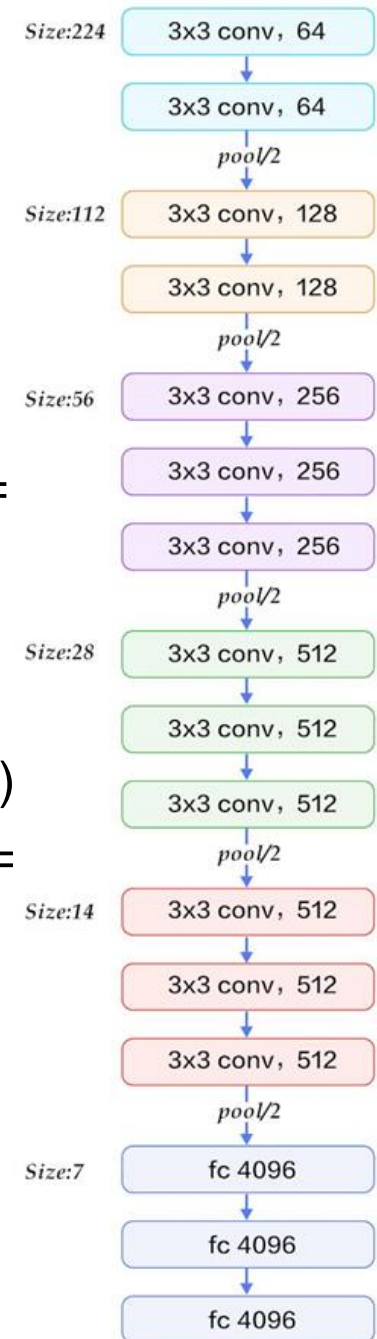 Size:224 3x3 conv, 64
3x3 conv, 64
pool/2
Size:112 3x3 conv, 128
3x3 conv, 128
pool/2
Size:56 3x3 conv, 256
=
3x3 conv, 256
3x3 conv, 256
pool/2
Size:28 3x3 conv, 512
3x3 conv, 512
)
3x3 conv, 512
=
pool/2
Size:14 3x3 conv, 512
3x3 conv, 512
3x3 conv, 512
pool/2
Size:7 fc 4096
fc 4096
fc 4096